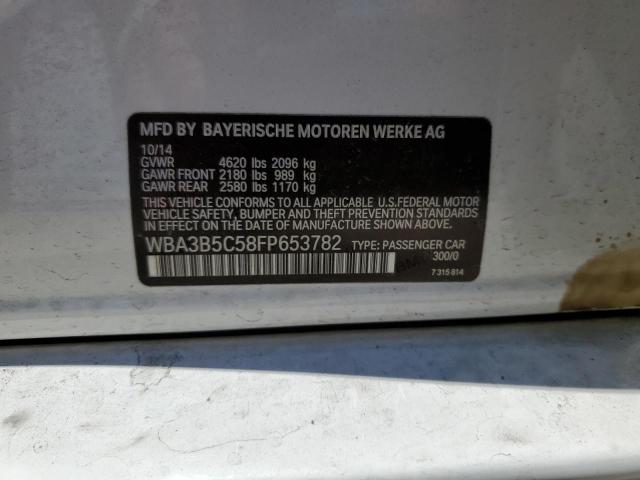 MFD BY BAYERISCHE MOTOREN WERKE AG
10/14
GVWR 4620 lbs 2096 kg
GAWR FRONT 2180 lbs 989 kg
GAWR REAR 2580 lbs 1170 kg
THIS VEHICLE CONFORMS TO ALL APPLICABLE U.S.FEDERAL MOTOR
VEHICLE SAFETY, BUMPER AND THEFT PREVENTION STANDARDS
IN EFFECT ON THE DATE OF MANUFACTURE SHOWN ABOVE.
WBA3B5C58FP653782 TYPE: PASSENGER CAR
300/0
BMW
7 315 814